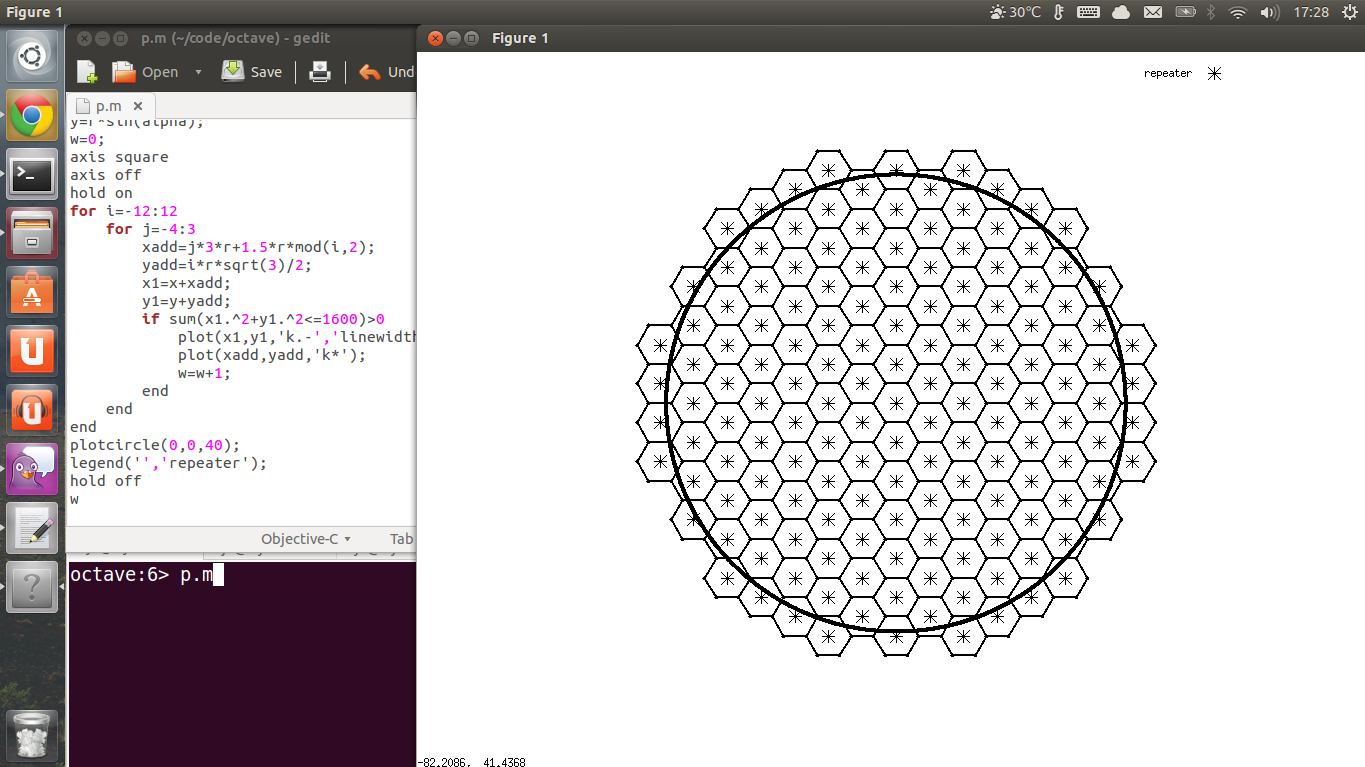 Figure 1
30°C
17:28
p.m (~/code/octave) - gedit
Open
Save
Und
p.m
y=r*sin(alpha);
w=0;
axis square
axis off
hold on
for i=-12:12
for j=-4:3
xadd=j*3*r+1.5*r*mod(i,2);
yadd=i*r*sqrt(3)/2;
x1=x+xadd;
y1=y+yadd;
if sum(x1.^2+y1.^2<=1600)>0
plot(x1,y1,'k.-','linewidth
plot(xadd,yadd,'k*');
w=w+1;
end
end
end
plotcircle(0,0,40);
legend('','repeater');
hold off
w
Objective-C
Tab
octave:6> p.m
Figure 1
repeater
-82.2086, 41.4368